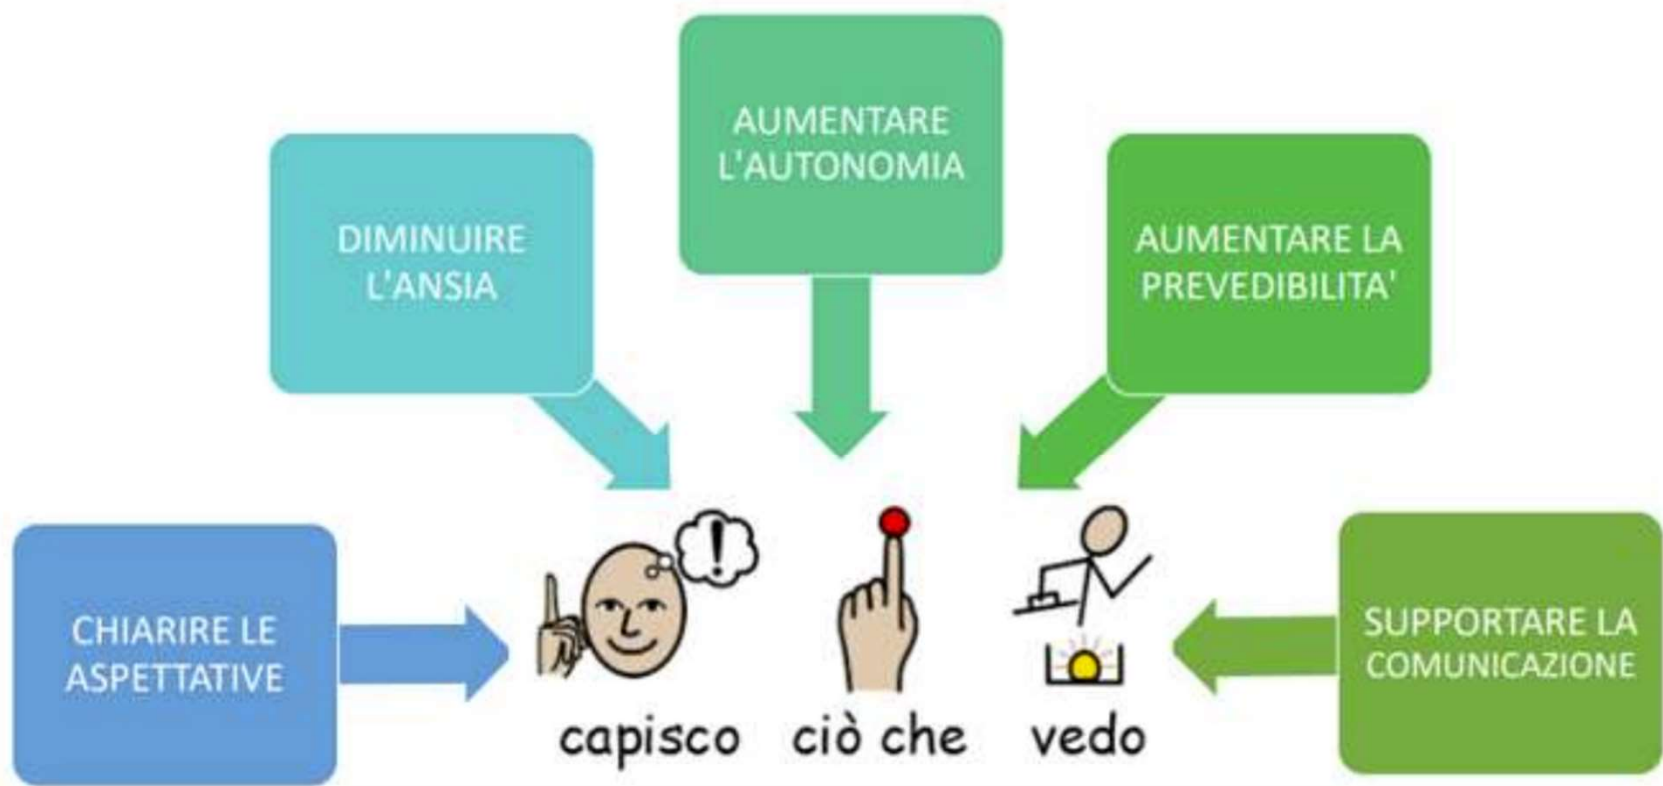 AUMENTARE
L'AUTONOMIA
DIMINUIRE
L'ANSIA
AUMENTARE LA
PREVEDIBILITA'
CHIARIRE LE
ASPETTATIVE
SUPPORTARE LA
COMUNICAZIONE
!
capisco ciò che vedo